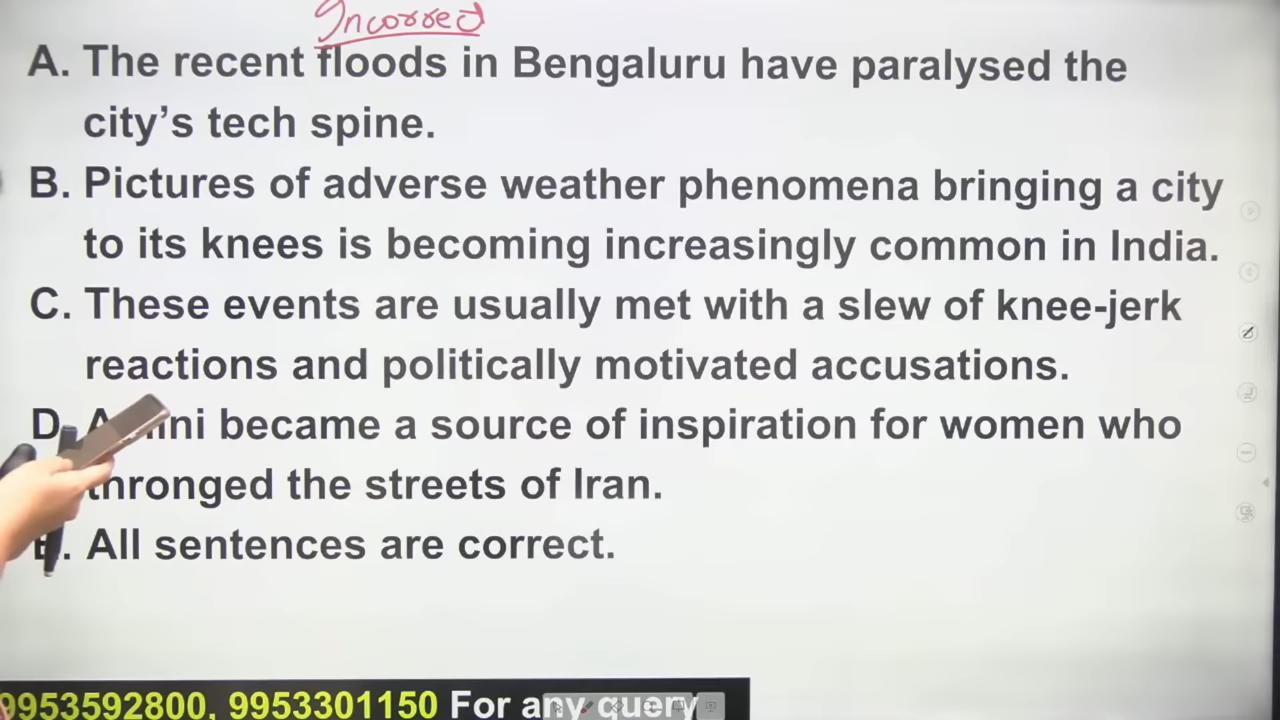 Incorrect
A. The recent floods in Bengaluru have paralysed the
city's tech spine.
B. Pictures of adverse weather phenomena bringing a city
to its knees is becoming increasingly common in India.
C. These events are usually met with a slew of knee-jerk
reactions and politically motivated accusations.
D. became a source of inspiration for women who
thronged the streets of Iran.
E. All sentences are correct.
9953592800, 9953301150 For any query